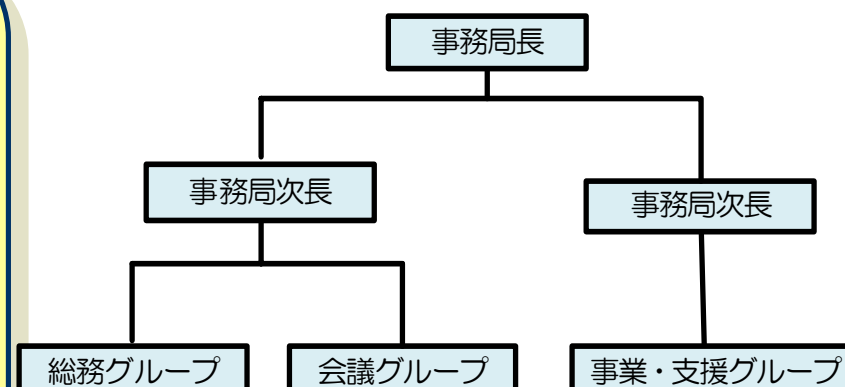 事務局長
事務局次長
事務局次長
総務グループ
会議グループ
事業・支援グループ